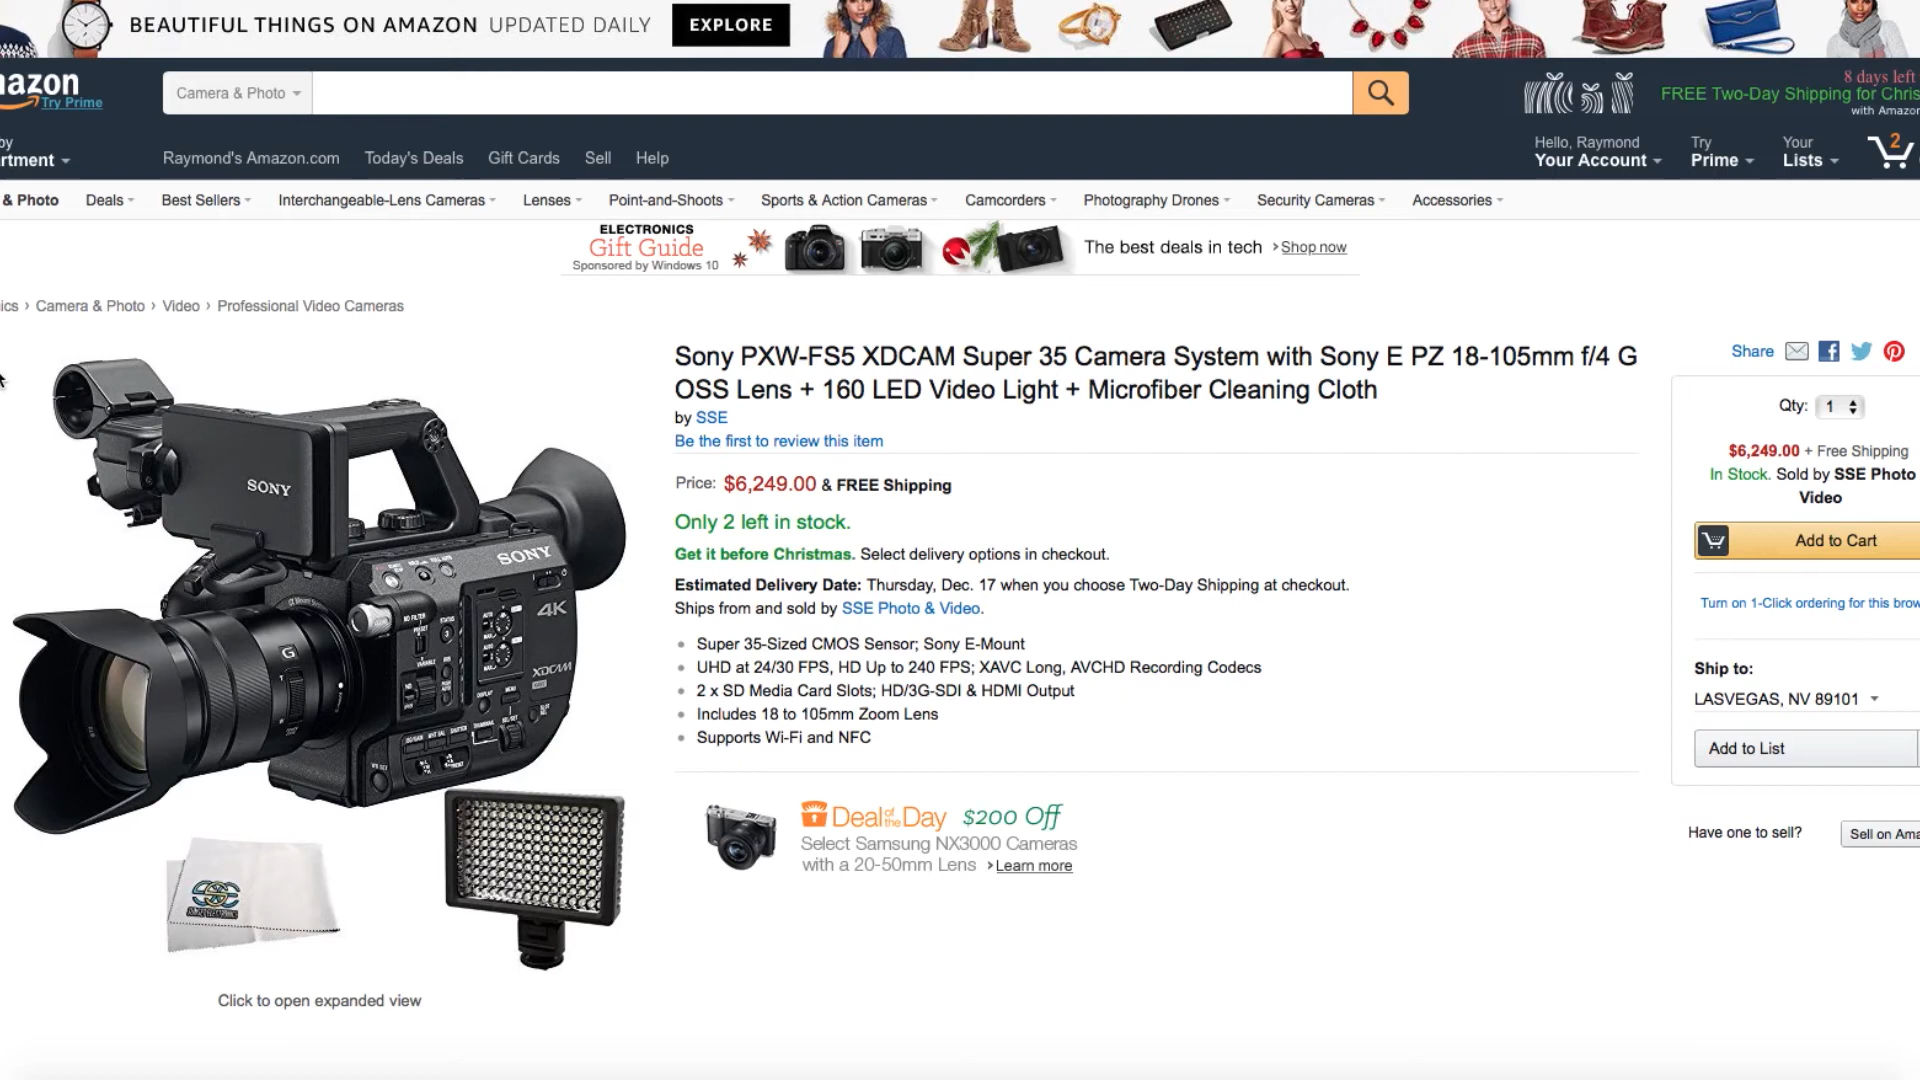 BEAUTIFUL THINGS ON AMAZON UPDATED DAILY EXPLORE
mazon
Try Prime
Camera & Photo
8 days left
FREE Two-Day Shipping for Chris
with Amazon
by
rtment
Raymond's Amazon.com Today's Deals Gift Cards Sell Help
Hello, Raymond
Your Account
Try
Prime
Your
Lists
2
& Photo Deals Best Sellers Interchangeable-Lens Cameras Lenses Point-and-Shoots Sports & Action Cameras Camcorders Photography Drones Security Cameras Accessories
ELECTRONICS
Gift Guide
Sponsored by Windows 10
The best deals in tech › Shop now
ics › Camera & Photo › Video › Professional Video Cameras
Sony PXW-FS5 XDCAM Super 35 Camera System with Sony E PZ 18-105mm f/4 G
OSS Lens + 160 LED Video Light + Microfiber Cleaning Cloth
by SSE
Be the first to review this item
Price: $6,249.00 & FREE Shipping
Only 2 left in stock.
Get it before Christmas. Select delivery options in checkout.
Estimated Delivery Date: Thursday, Dec. 17 when you choose Two-Day Shipping at checkout.
Ships from and sold by SSE Photo & Video.
Super 35-Sized CMOS Sensor; Sony E-Mount
UHD at 24/30 FPS, HD Up to 240 FPS; XAVC Long, AVCHD Recording Codecs
2 x SD Media Card Slots; HD/3G-SDI & HDMI Output
Includes 18 to 105mm Zoom Lens
Supports Wi-Fi and NFC
Deal of the Day $200 Off
Select Samsung NX3000 Cameras
with a 20-50mm Lens › Learn more
SONY
SONY
4K
XDCAM
G
Click to open expanded view
Share
Qty: 1
$6,249.00 + Free Shipping
In Stock. Sold by SSE Photo
Video
Add to Cart
Turn on 1-Click ordering for this brow
Ship to:
LASVEGAS, NV 89101
Add to List
Have one to sell? Sell on Ama